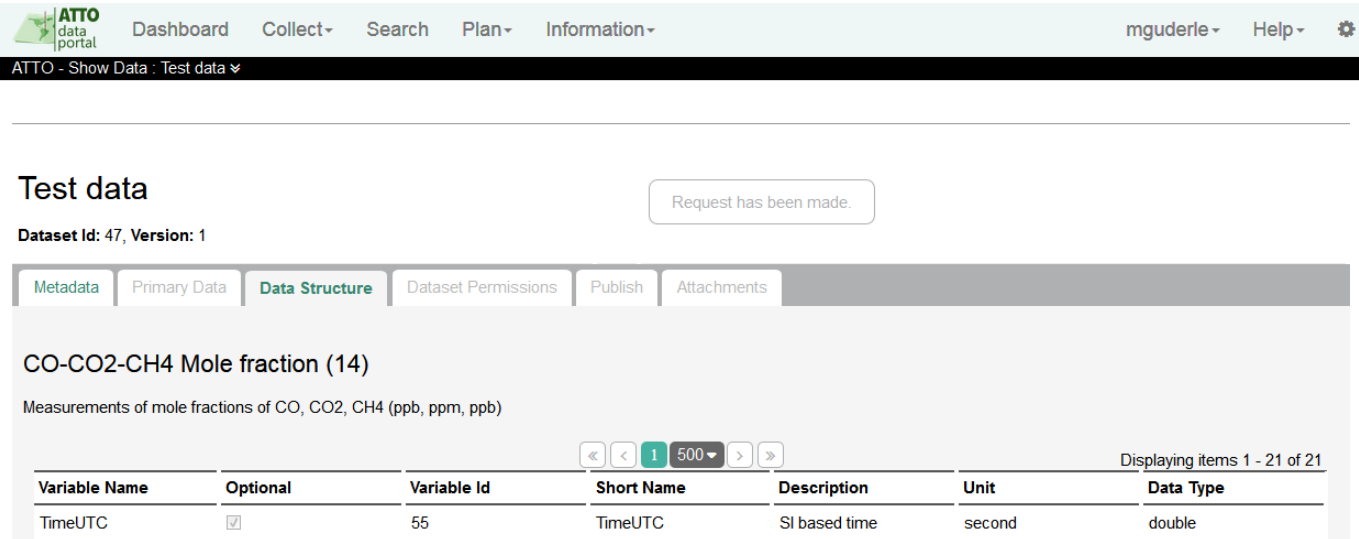 ATTO
data
portal
Dashboard Collect Search Plan Information mguderle Help
ATTO - Show Data : Test data
Test data
Request has been made.
Dataset Id: 47, Version: 1
Metadata Primary Data Data Structure Dataset Permissions Publish Attachments
CO-CO2-CH4 Mole fraction (14)
Measurements of mole fractions of CO, CO2, CH4 (ppb, ppm, ppb)
« < 1 500 > »
Displaying items 1 - 21 of 21
Variable Name Optional Variable Id Short Name Description Unit Data Type
TimeUTC 55 TimeUTC SI based time second double